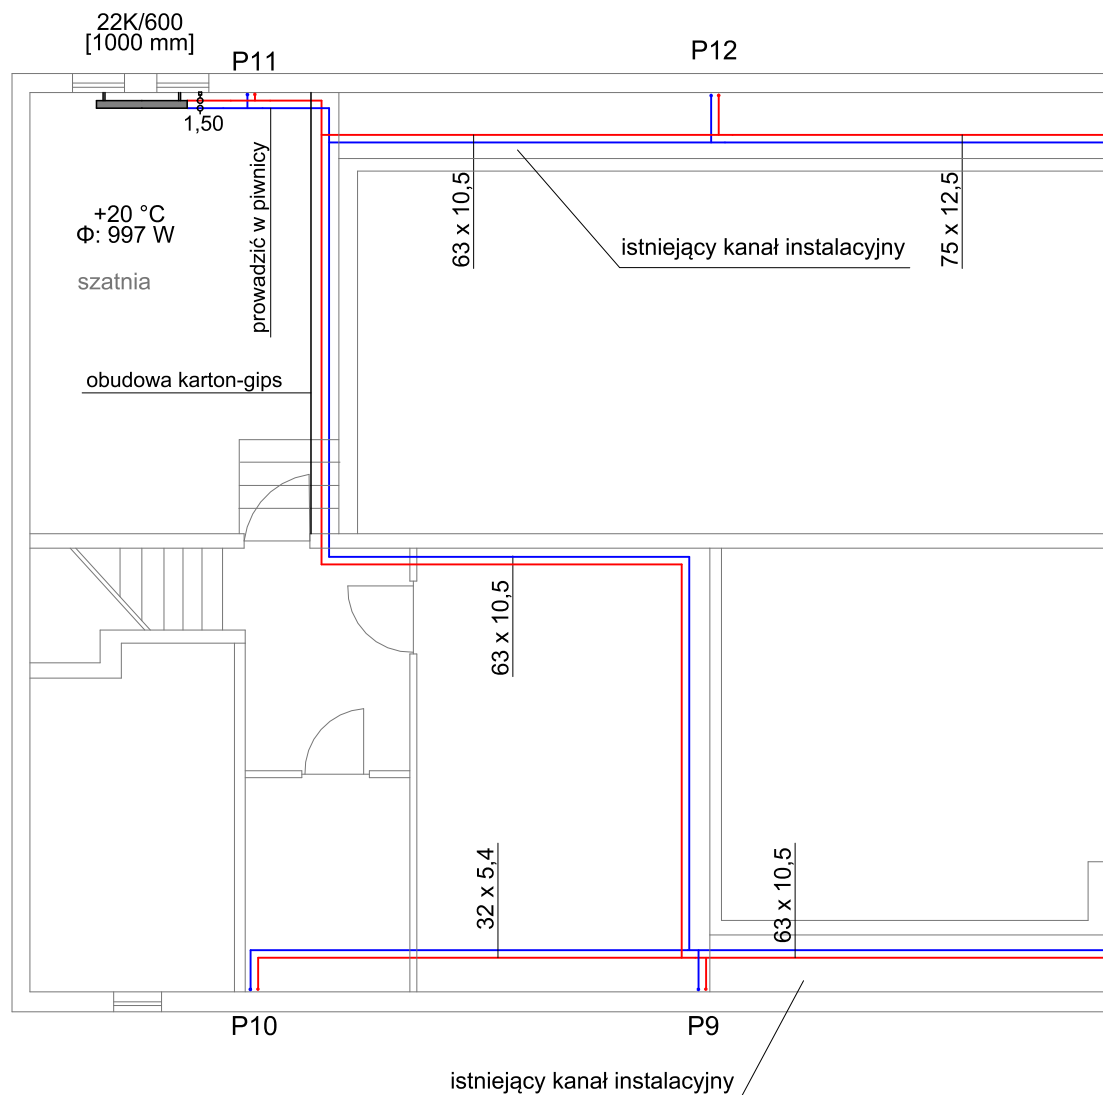 22K/600
[1000 mm]
P11
P12
1,50
prowadzić w piwnicy
63 x 10,5
75 x 12,5
+20 °C
Φ: 997 W
istniejący kanał instalacyjny
szatnia
obudowa karton-gips
63 x 10,5
32 x 5,4
63 x 10,5
P10
P9
istniejący kanał instalacyjny